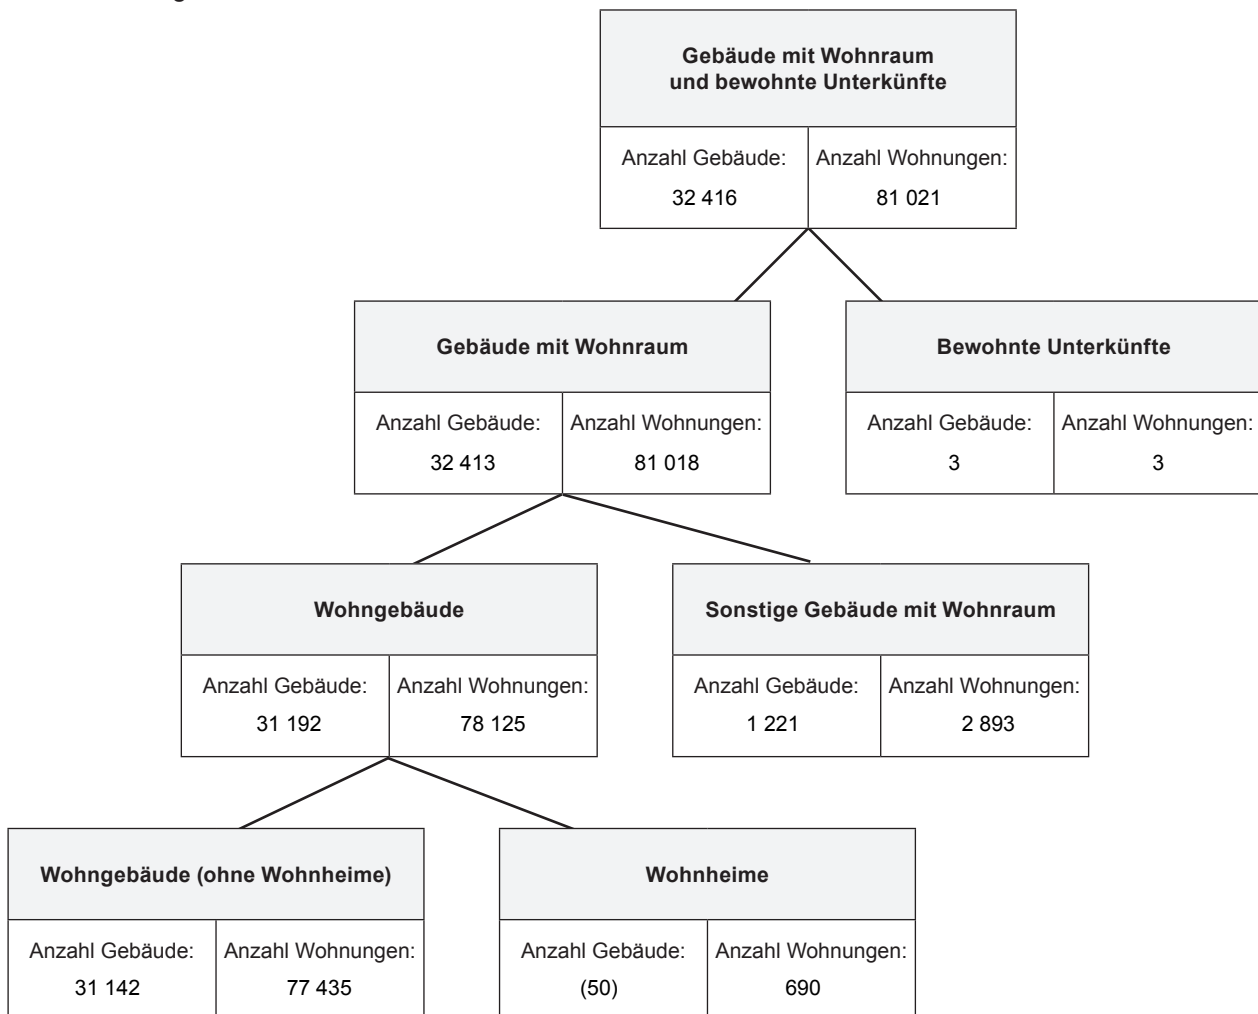 Gebäude mit Wohnraum
und bewohnte Unterkünfte
Anzahl Gebäude: Anzahl Wohnungen:
32 416 81 021
Gebäude mit Wohnraum Bewohnte Unterkünfte
Anzahl Gebäude: Anzahl Wohnungen: Anzahl Gebäude: Anzahl Wohnungen:
32 413 81 018 3 3
Wohngebäude Sonstige Gebäude mit Wohnraum
Anzahl Gebäude: Anzahl Wohnungen: Anzahl Gebäude: Anzahl Wohnungen:
31 192 78 125 1 221 2 893
Wohngebäude (ohne Wohnheime) Wohnheime
Anzahl Gebäude: Anzahl Wohnungen: Anzahl Gebäude: Anzahl Wohnungen:
31 142 77 435 (50) 690